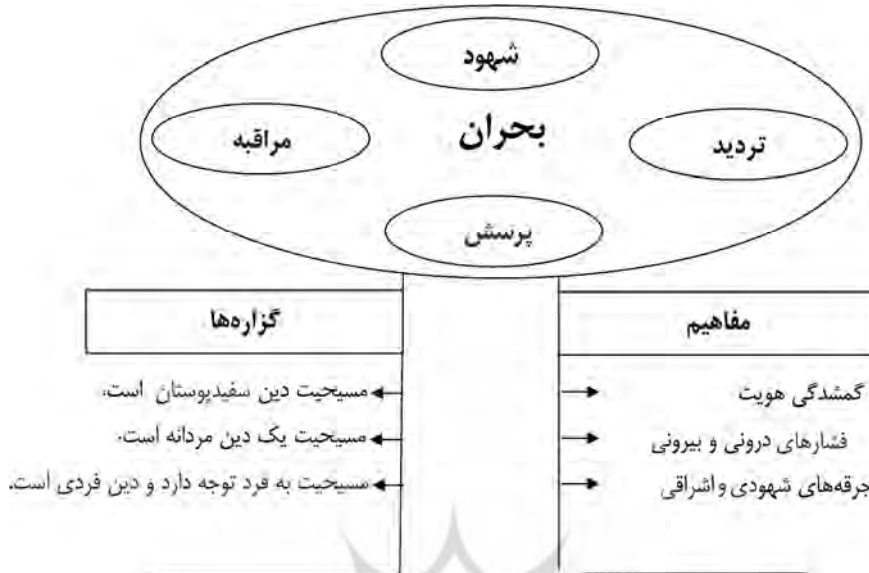 شهود
بحران
تردید
مراقبه
پرسش
مفاهیم
گمشدگی هویت
فشارهای درونی و بیرونی
جرقه‌های شهودی و اشراقی
گزاره‌ها
مسیحیت دین سفیدپوستان است.
مسیحیت یک دین مردانه است.
مسیحیت به فرد توجه دارد و دین فردی است.